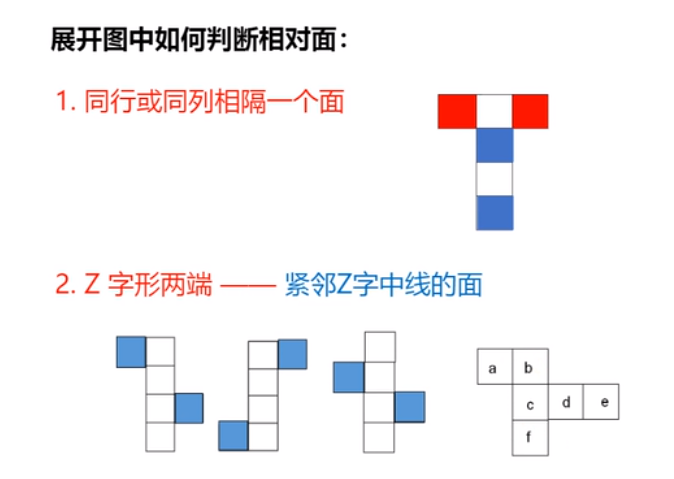 展开图中如何判断相对面：
1. 同行或同列相隔一个面
2. Z 字形两端 —— 紧邻Z字中线的面
a b
c d e
f